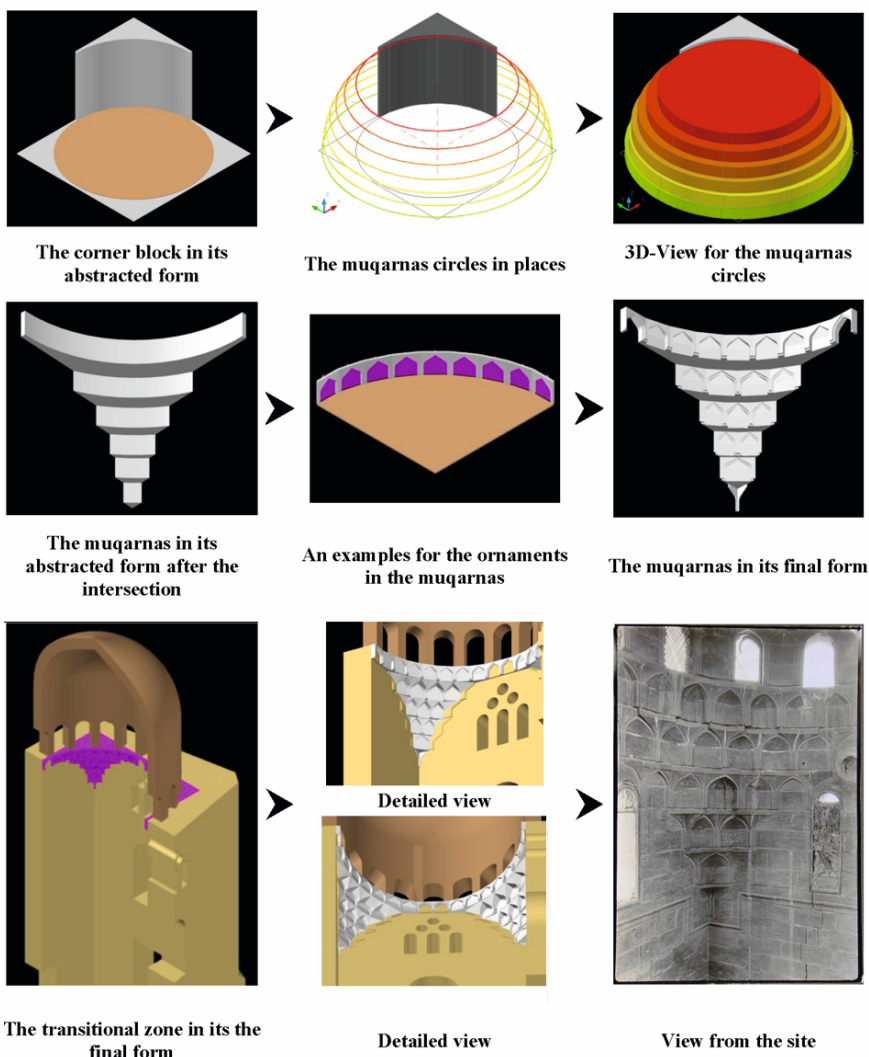 The corner block in its
abstracted form
The muqarnas circles in places
3D-View for the muqarnas
circles
The muqarnas in its
abstracted form after the
intersection
An examples for the ornaments
in the muqarnas
The muqarnas in its final form
Detailed view
The transitional zone in its the
final form
Detailed view
View from the site